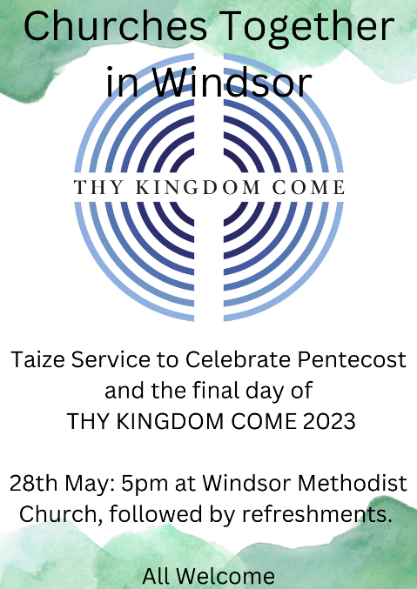 Churches Together
in Windsor
THY KINGDOM COME
Taize Service to Celebrate Pentecost
and the final day of
THY KINGDOM COME 2023
28th May: 5pm at Windsor Methodist
Church, followed by refreshments.
All Welcome